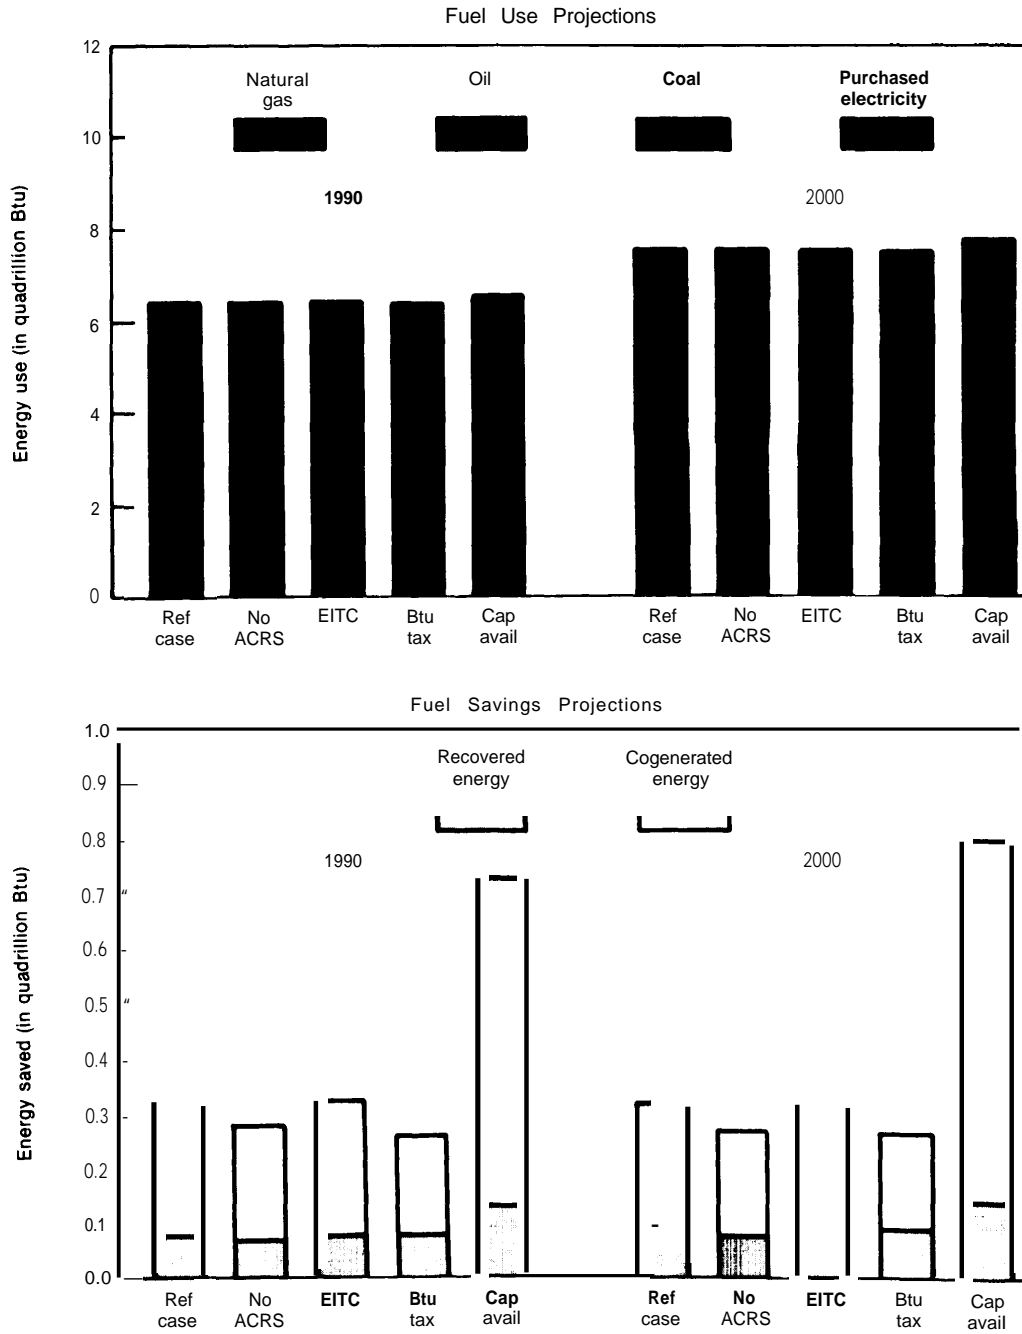 Fuel Use Projections
12
Natural gas
Oil
Coal
Purchased electricity
10
1990
2000
8
6
4
2
0
Energy use (in quadrillion Btu)
Ref case
No ACRS
EITC
Btu tax
Cap avail
Ref case
No ACRS
EITC
Btu tax
Cap avail
Fuel Savings Projections
1.0
Recovered energy
Cogenerated energy
0.9
0.8
1990
2000
0.7
0.6
0.5
0.4
0.3
0.2
0.1
0.0
Energy saved (in quadrillion Btu)
Ref case
No ACRS
EITC
Btu tax
Cap avail
Ref case
No ACRS
EITC
Btu tax
Cap avail